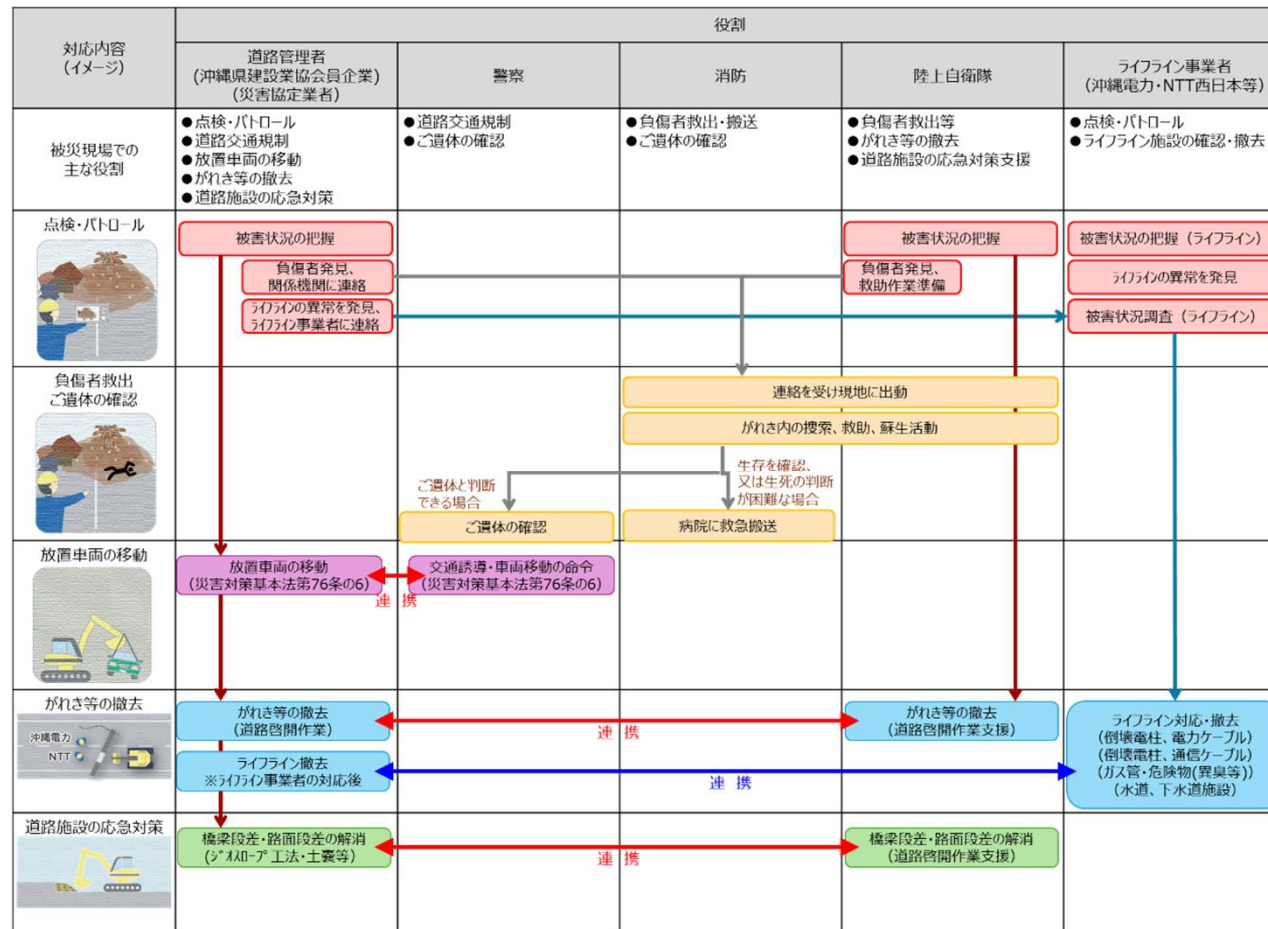 対応内容
(イメージ)
役割
道路管理者
(沖縄県建設業協会員企業)
(災害協定業者)
警察
消防
陸上自衛隊
ライフライン事業者
(沖縄電力・NTT西日本等)
被災現場での
主な役割
●点検・パトロール
●道路交通規制
●放置車両の移動
●がれき等の撤去
●道路施設の応急対策
●道路交通規制
●ご遺体の確認
●負傷者救出・搬送
●ご遺体の確認
●負傷者救出等
●がれき等の撤去
●道路施設の応急対策支援
●点検・パトロール
●ライフライン施設の確認・撤去
点検・パトロール
被害状況の把握
負傷者発見、
関係機関に連絡
ライフラインの異常を発見、
ライフライン事業者に連絡
被害状況の把握
負傷者発見、
救助作業準備
被害状況の把握（ライフライン）
ライフラインの異常を発見
被害状況調査（ライフライン）
負傷者救出
ご遺体の確認
連絡を受け現地に出動
がれき内の捜索、救助、蘇生活動
ご遺体と判断
できる場合
生存を確認、
又は生死の判断
が困難な場合
ご遺体の確認
病院に救急搬送
放置車両の移動
放置車両の移動
(災害対策基本法第76条の6)
連 携
交通誘導・車両移動の命令
(災害対策基本法第76条の6)
がれき等の撤去
沖縄電力
NTT
がれき等の撤去
(道路啓開作業)
連 携
がれき等の撤去
(道路啓開作業支援)
ライフライン撤去
※ライフライン事業者の対応後
連 携
ライフライン対応・撤去
(倒壊電柱、電力ケーブル)
(倒壊電柱、通信ケーブル)
(ガス管・危険物(異臭等))
(水道、下水道施設)
道路施設の応急対策
橋梁段差・路面段差の解消
(ｼﾞｵｽﾛｰﾌﾟ工法・土嚢等)
連 携
橋梁段差・路面段差の解消
(道路啓開作業支援)